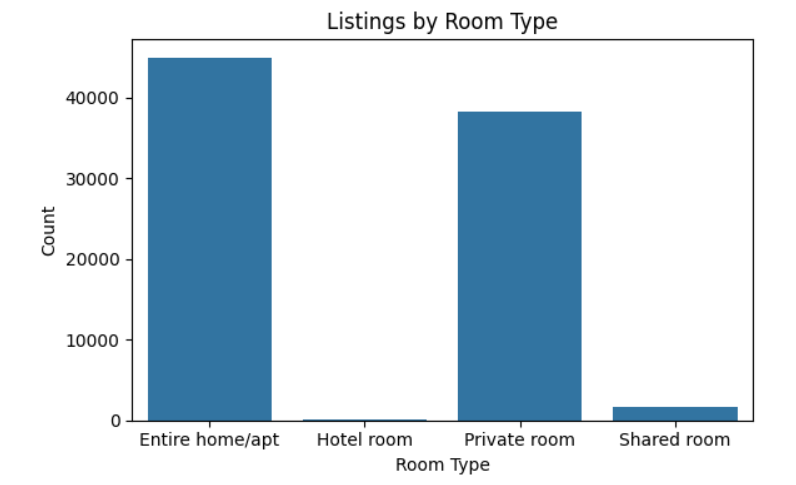 Listings by Room Type
Count
40000
30000
20000
10000
0
Entire home/apt Hotel room Private room Shared room
Room Type